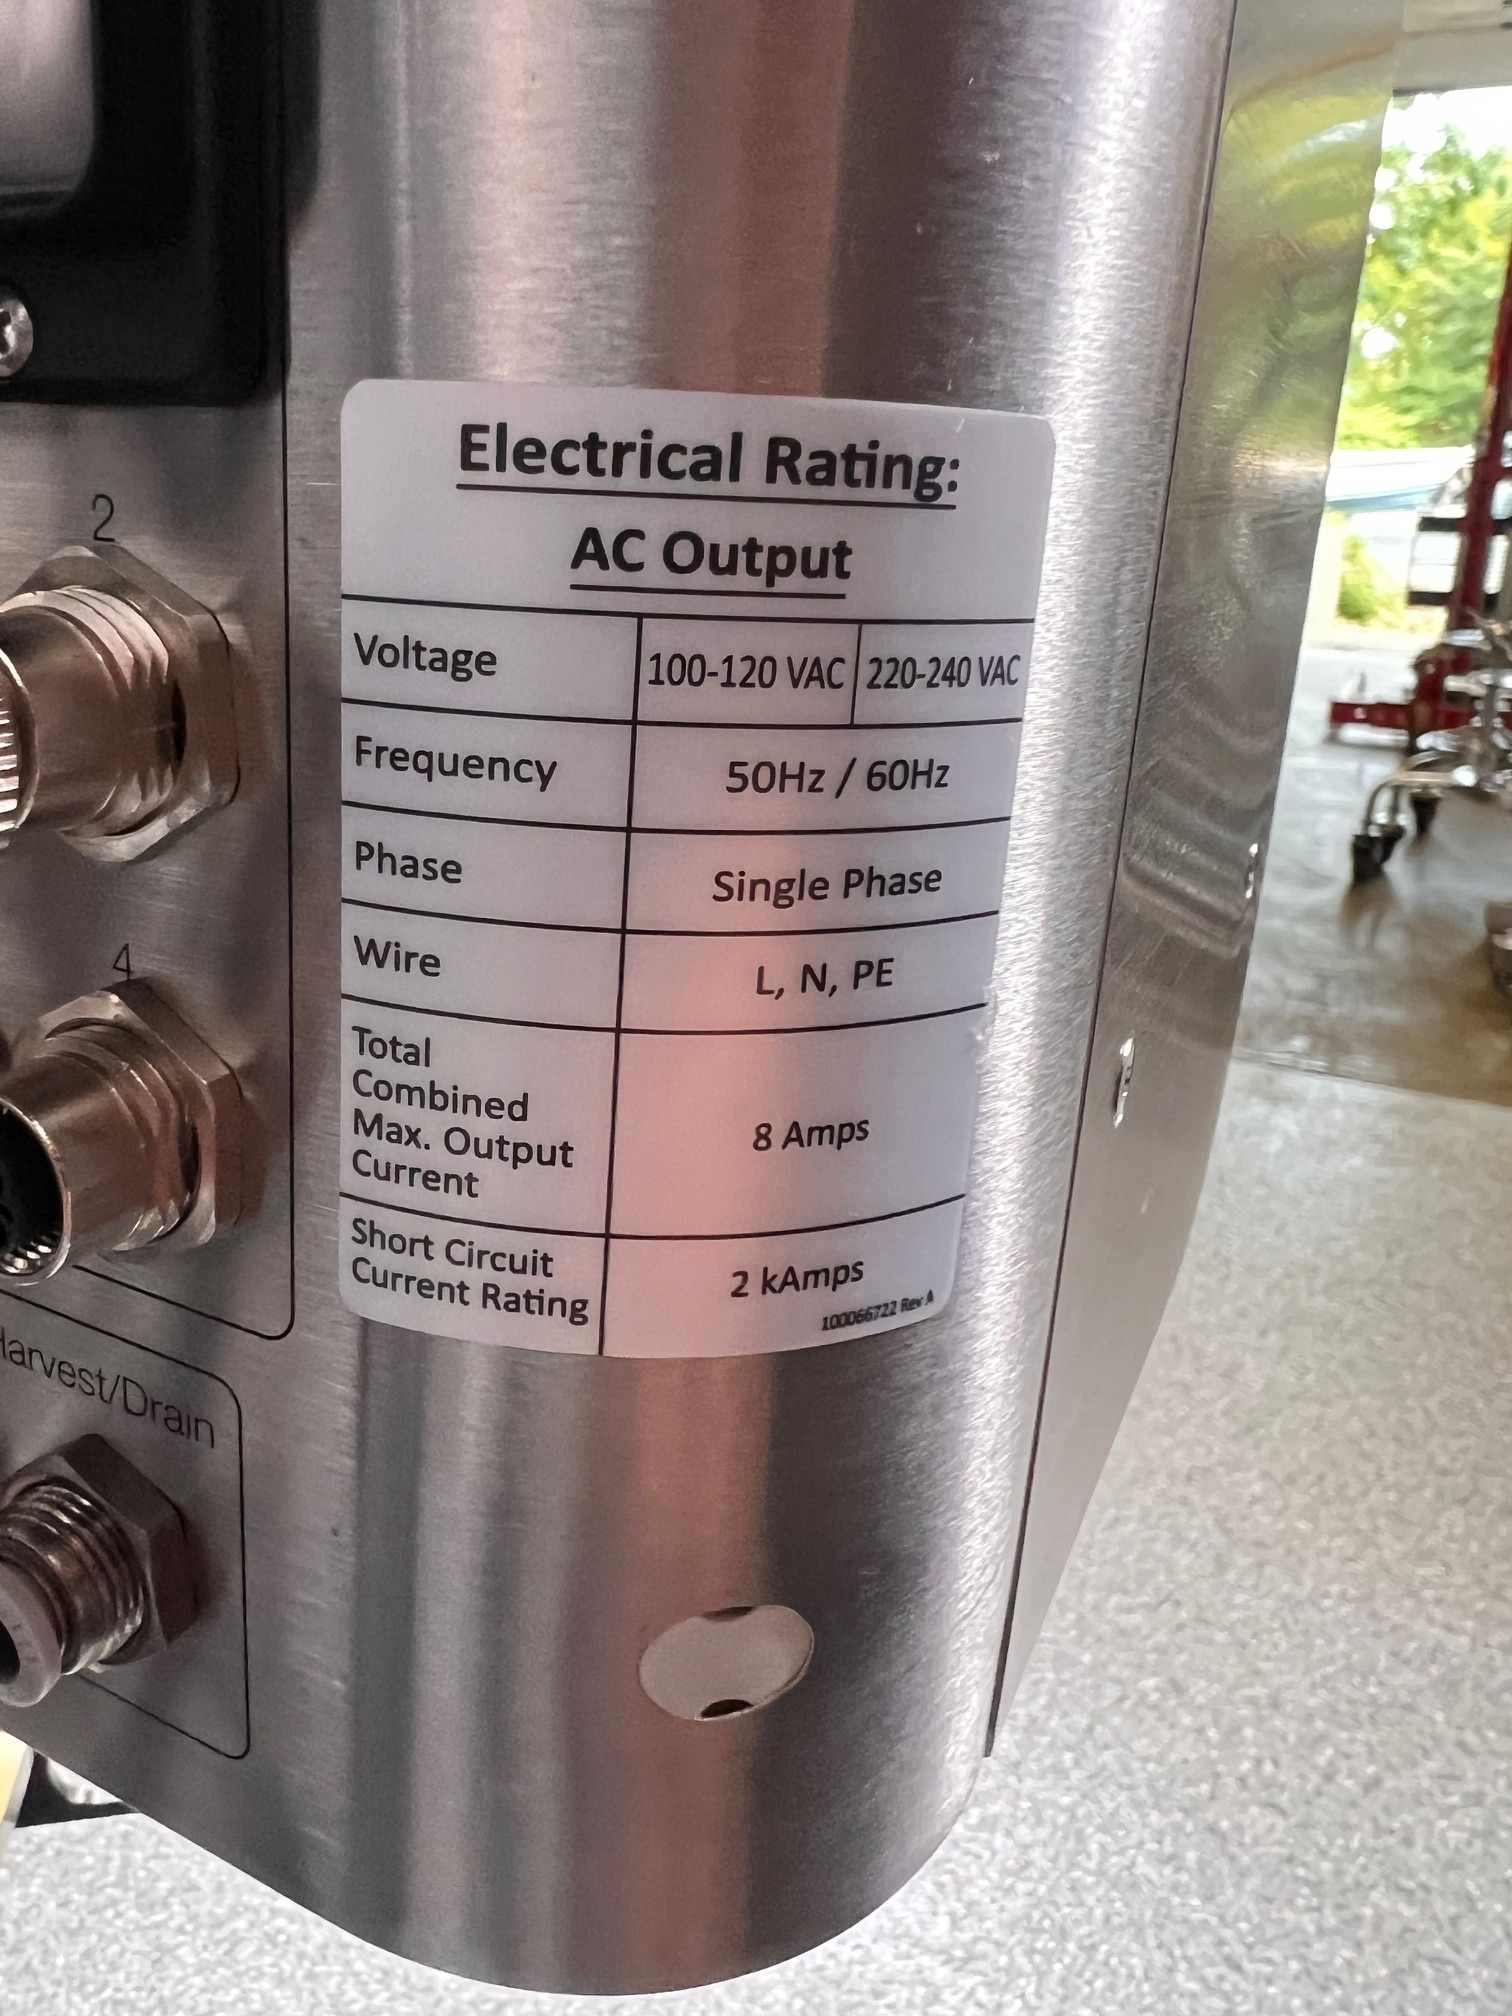 2
4
Harvest/Drain
Electrical Rating:
AC Output
Voltage 100-120 VAC 220-240 VAC
Frequency 50Hz / 60Hz
Phase Single Phase
Wire L, N, PE
Total
Combined
Max. Output
Current
8 Amps
Short Circuit
Current Rating
2 kAmps
100066722 Rev A